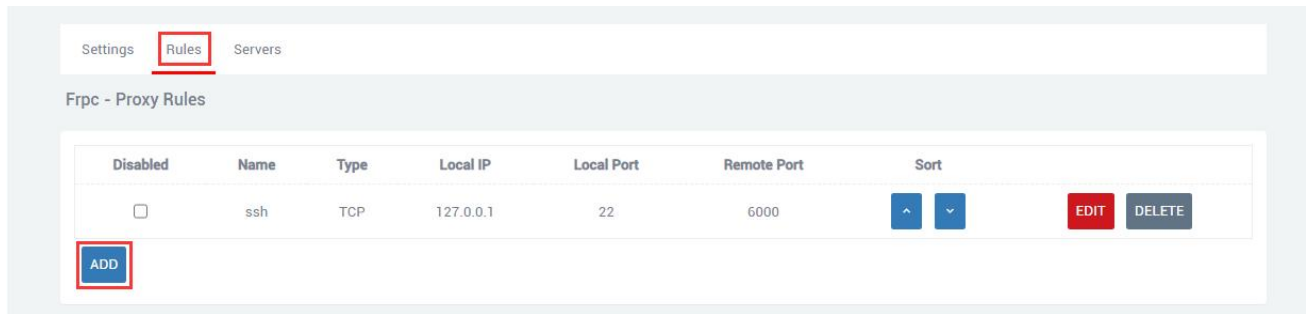 Settings Rules Servers
Frpc - Proxy Rules
Disabled Name Type Local IP Local Port Remote Port Sort
ssh TCP 127.0.0.1 22 6000 EDIT DELETE
ADD